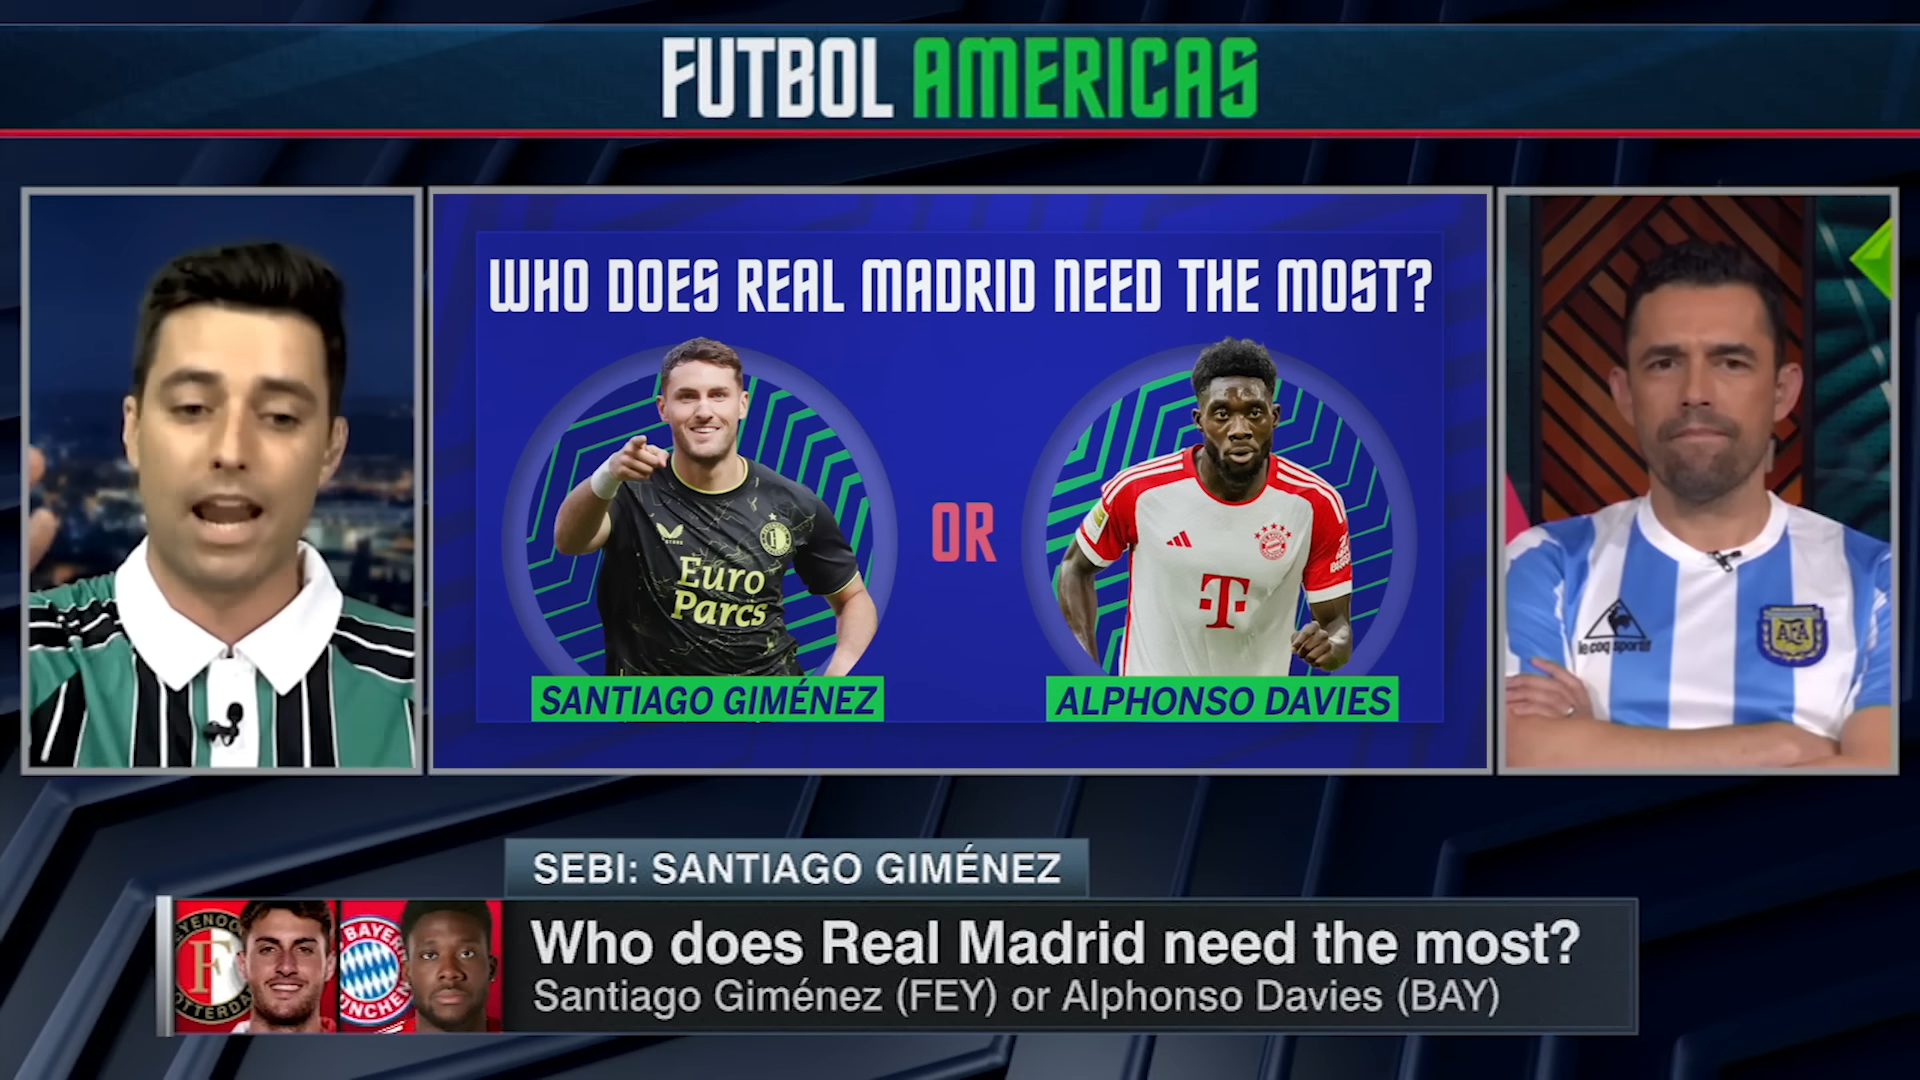 FUTBOL AMERICAS
WHO DOES REAL MADRID NEED THE MOST?
Euro
Parcs
OR
T
le coq sportif
AFA
SANTIAGO GIMÉNEZ
ALPHONSO DAVIES
SEBI: SANTIAGO GIMÉNEZ
Who does Real Madrid need the most?
Santiago Giménez (FEY) or Alphonso Davies (BAY)